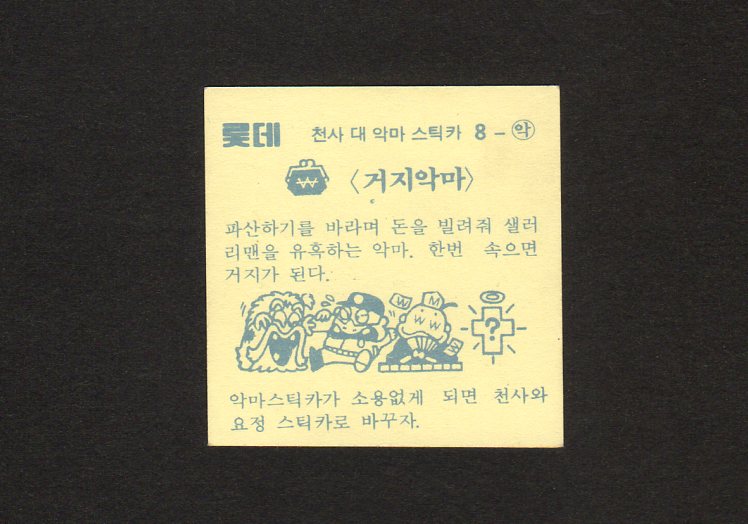 롯데 천사 대 악마 스틱카 8-악
₩ 〈거지악마〉
파산하기를 바라며 돈을 빌려줘 샐러
리맨을 유혹하는 악마. 한번 속으면
거지가 된다.
W M W W W ?
악마스틱카가 소용없게 되면 천사와
요정 스틱카로 바꾸자.